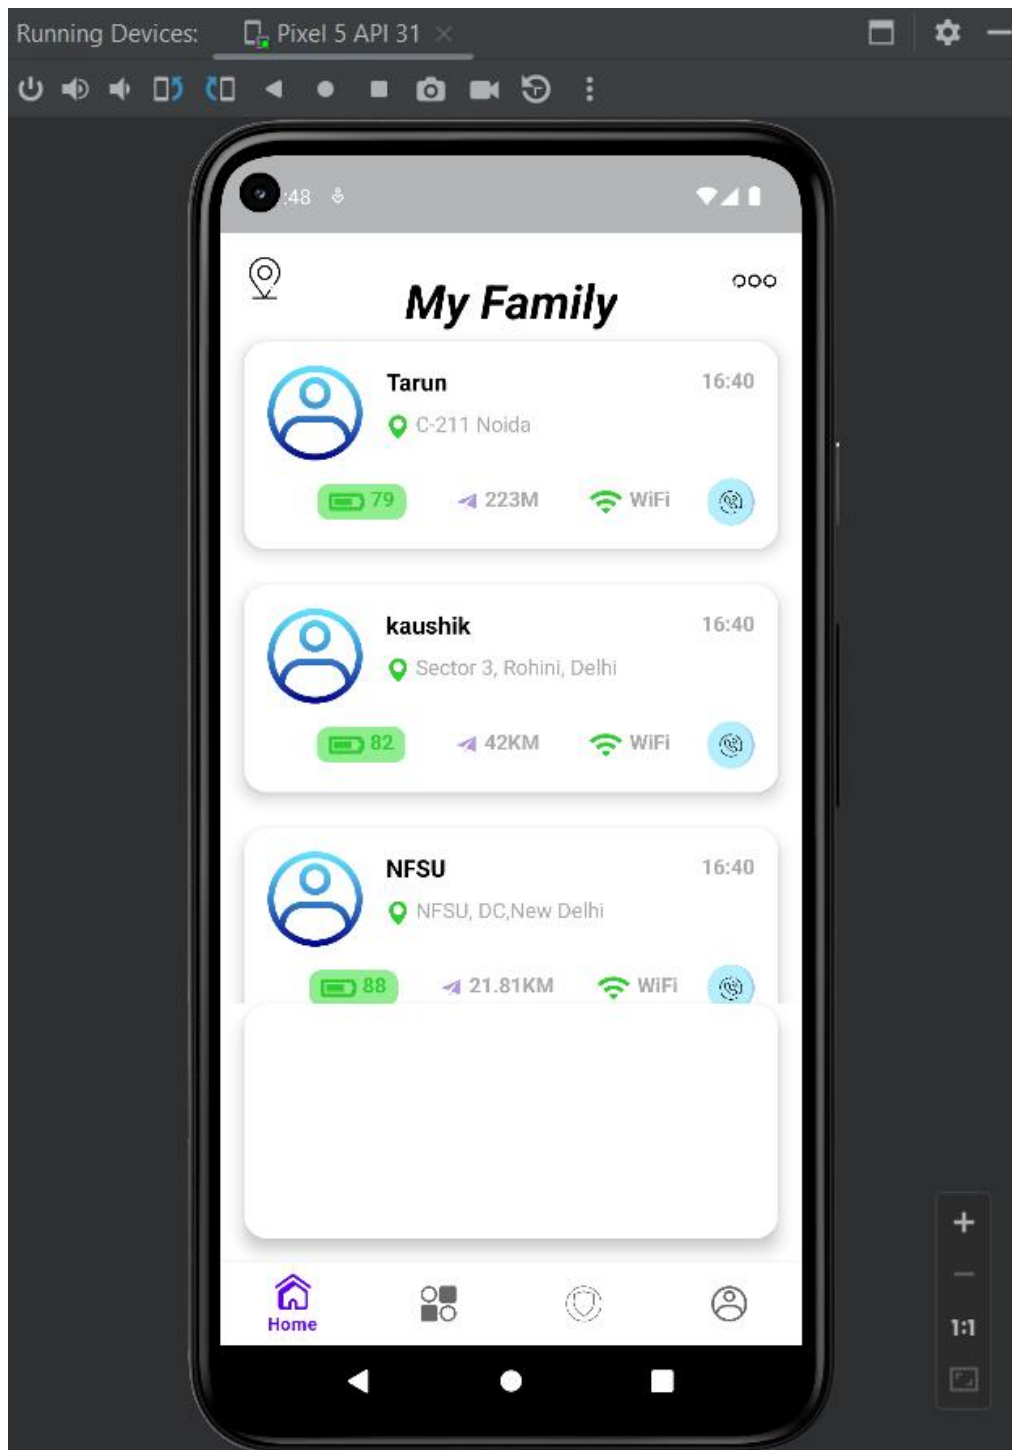 Running Devices: Pixel 5 API 31
:48
My Family
Tarun 16:40
C-211 Noida
79 223M WiFi
kaushik 16:40
Sector 3, Rohini, Delhi
82 42KM WiFi
NFSU 16:40
NFSU, DC,New Delhi
88 21.81KM WiFi
Home
1:1